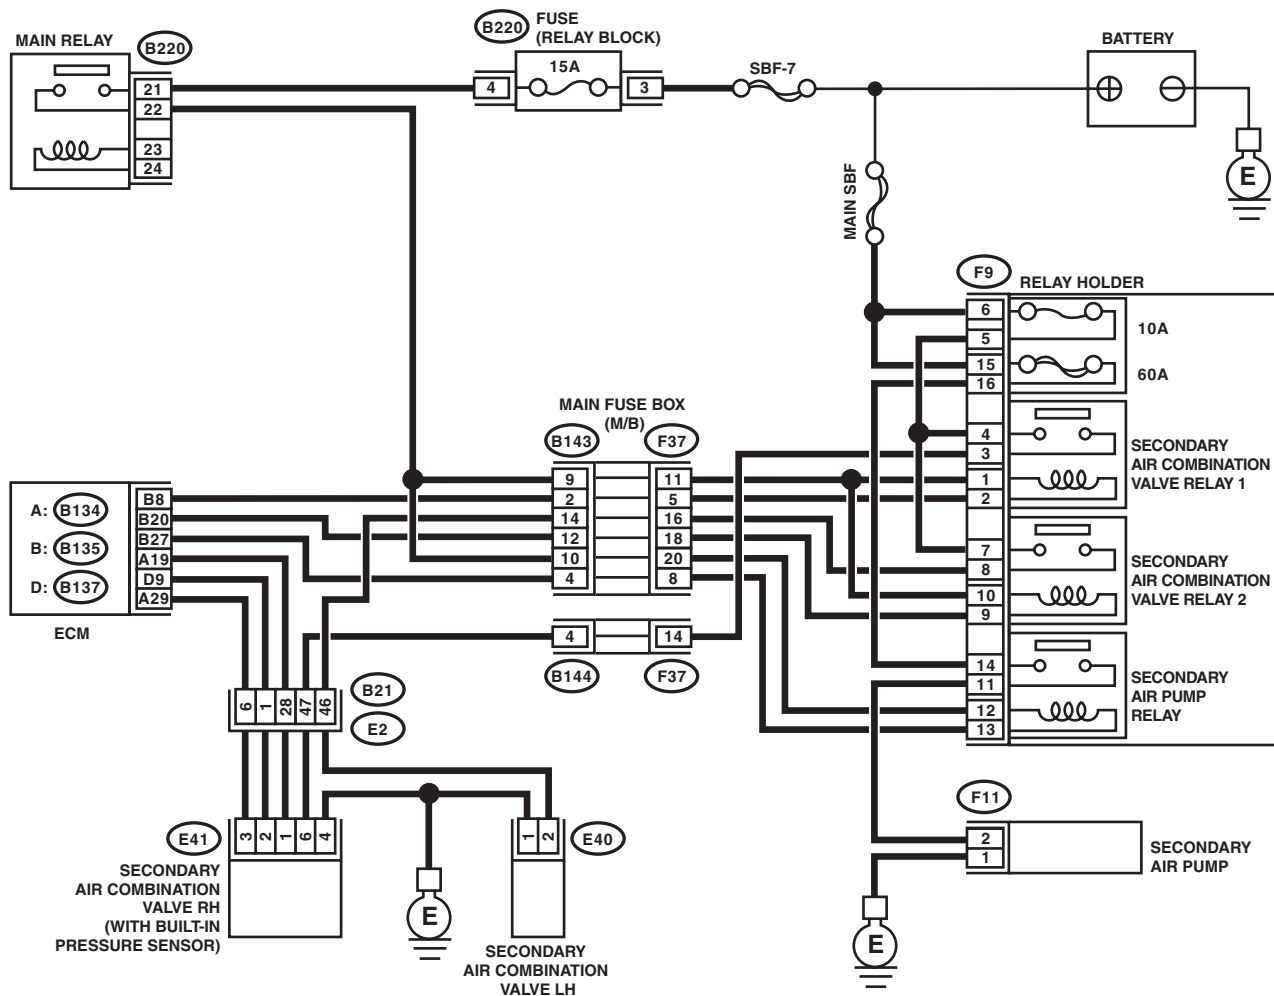 MAIN RELAY
B220
21
22
23
24
B220
FUSE
(RELAY BLOCK)
15A
4
3
SBF-7
BATTERY
E
MAIN SBF
F9
RELAY HOLDER
6
5
15
16
4
3
1
2
7
8
10
9
14
11
12
13
10A
60A
SECONDARY
AIR COMBINATION
VALVE RELAY 1
SECONDARY
AIR COMBINATION
VALVE RELAY 2
SECONDARY
AIR PUMP
RELAY
MAIN FUSE BOX
(M/B)
B143
F37
9
2
14
12
10
4
11
5
16
18
20
8
4
14
B144
F37
A: B134
B: B135
D: B137
B8
B20
B27
A19
D9
A29
ECM
6
1
28
47
46
B21
E2
E41
3
2
1
6
4
SECONDARY
AIR COMBINATION
VALVE RH
(WITH BUILT-IN
PRESSURE SENSOR)
E
1
2
E40
SECONDARY
AIR COMBINATION
VALVE LH
F11
2
1
SECONDARY
AIR PUMP
E